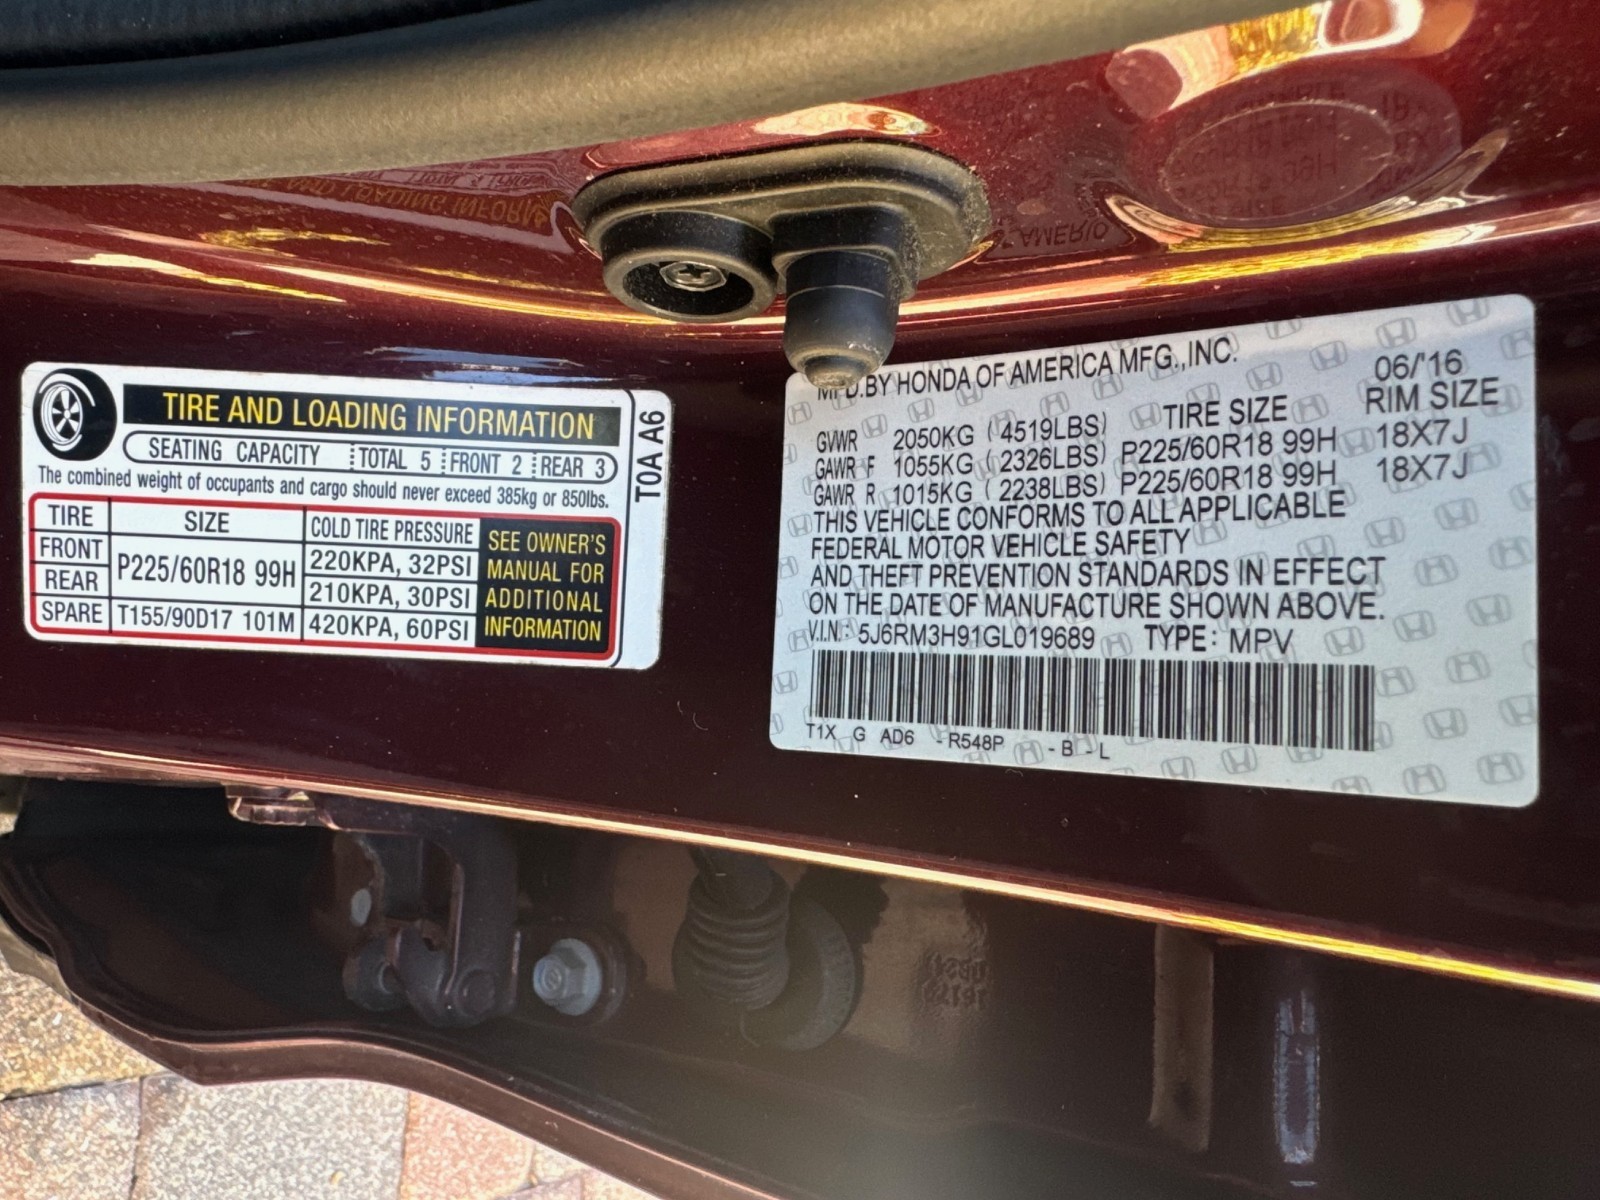 TIRE AND LOADING INFORMATION
SEATING CAPACITY TOTAL 5 FRONT 2 REAR 3
The combined weight of occupants and cargo should never exceed 385kg or 850lbs.
TIRE SIZE COLD TIRE PRESSURE
FRONT P225/60R18 99H 220KPA, 32PSI
REAR 210KPA, 30PSI
SPARE T155/90D17 101M 420KPA, 60PSI
SEE OWNER'S
MANUAL FOR
ADDITIONAL
INFORMATION
T0A A6
MFD.BY HONDA OF AMERICA MFG.,INC. 06/'16
TIRE SIZE RIM SIZE
GVWR 2050KG (4519LBS)
GAWR F 1055KG (2326LBS) P225/60R18 99H 18X7J
GAWR R 1015KG (2238LBS) P225/60R18 99H 18X7J
THIS VEHICLE CONFORMS TO ALL APPLICABLE
FEDERAL MOTOR VEHICLE SAFETY
AND THEFT PREVENTION STANDARDS IN EFFECT
ON THE DATE OF MANUFACTURE SHOWN ABOVE.
V.I.N.: 5J6RM3H91GL019689 TYPE: MPV
T1X G AD6 -R548P -B -L